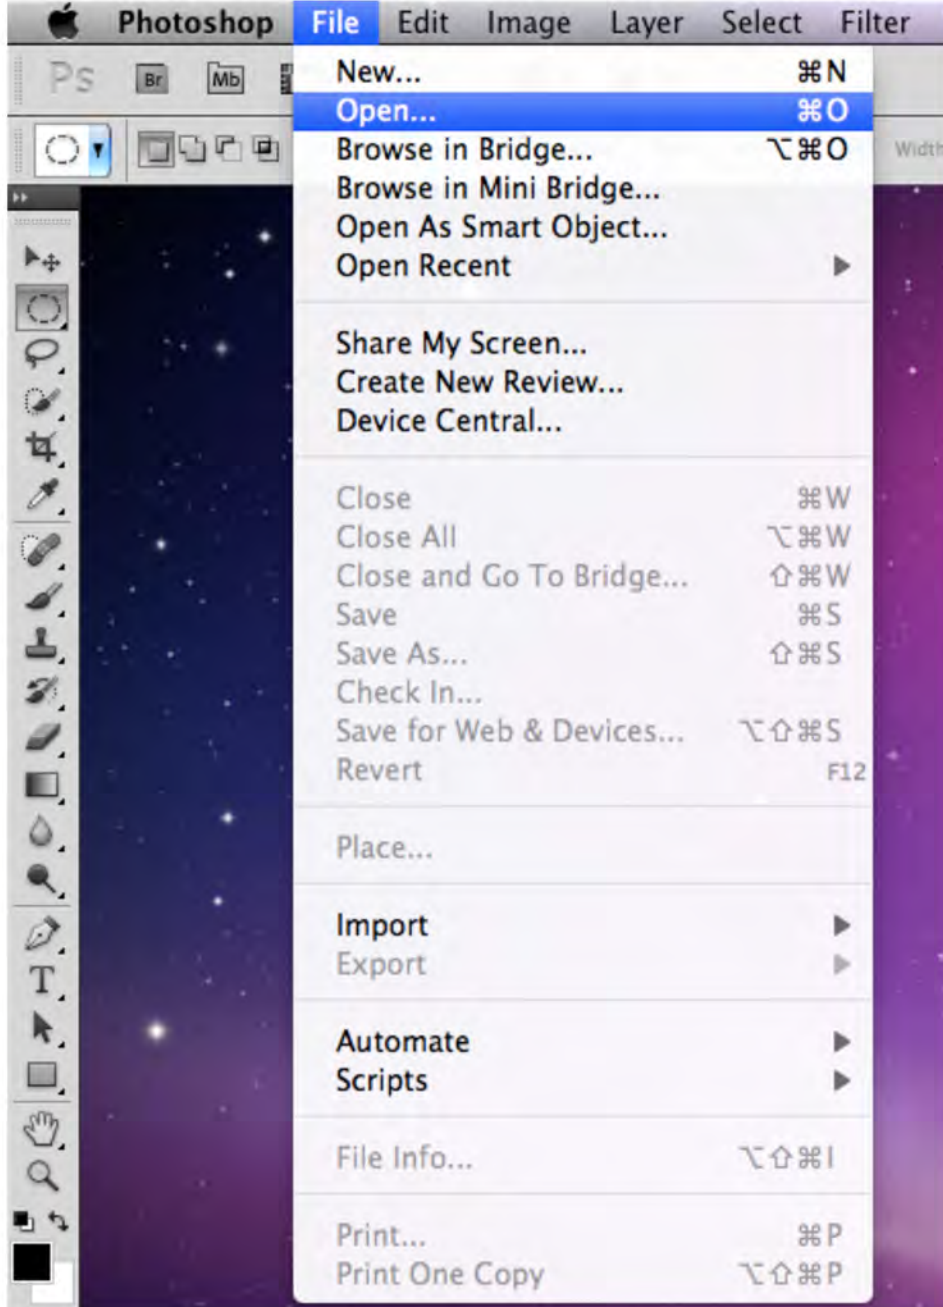 Photoshop File Edit Image Layer Select Filter
Ps Br Mb
New... ⌘N
Open... ⌘O
Browse in Bridge... ⌥⌘O
Width
Browse in Mini Bridge...
Open As Smart Object...
Open Recent
Share My Screen...
Create New Review...
Device Central...
Close ⌘W
Close All ⌥⌘W
Close and Go To Bridge... ⇧⌘W
Save ⌘S
Save As... ⇧⌘S
Check In...
Save for Web & Devices... ⌥⇧⌘S
Revert F12
Place...
Import
Export
Automate
Scripts
File Info... ⌥⇧⌘I
Print... ⌘P
Print One Copy ⌥⇧⌘P